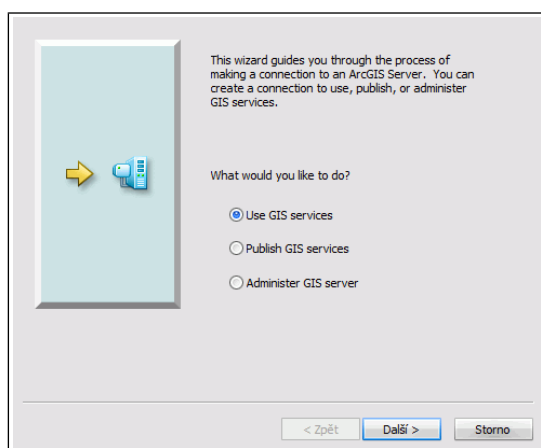 This wizard guides you through the process of
making a connection to an ArcGIS Server. You can
create a connection to use, publish, or administer
GIS services.
What would you like to do?
Use GIS services
Publish GIS services
Administer GIS server
< Zpět
Další >
Storno